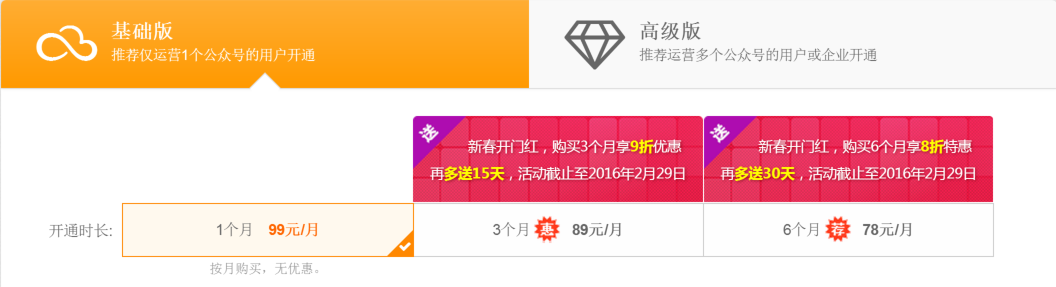 基础版
推荐仅运营1个公众号的用户开通
高级版
推荐运营多个公众号的用户或企业开通
送
新春开门红，购买3个月享9折优惠
再多送15天，活动截止至2016年2月29日
送
新春开门红，购买6个月享8折特惠
再多送30天，活动截止至2016年2月29日
开通时长: 1个月 99元/月 3个月 惠 89元/月 6个月 荐 78元/月
按月购买，无优惠。